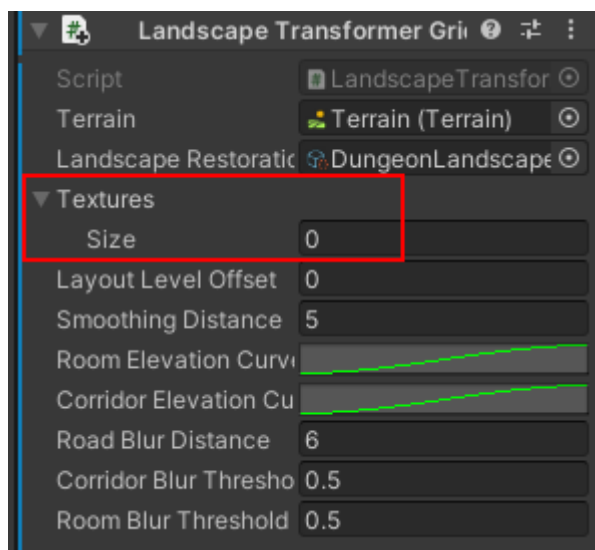 Landscape Transformer Gri
Script LandscapeTransfor
Terrain Terrain (Terrain)
Landscape Restoratic DungeonLandscape
Textures
Size 0
Layout Level Offset 0
Smoothing Distance 5
Room Elevation Curv
Corridor Elevation Cu
Road Blur Distance 6
Corridor Blur Thresho 0.5
Room Blur Threshold 0.5